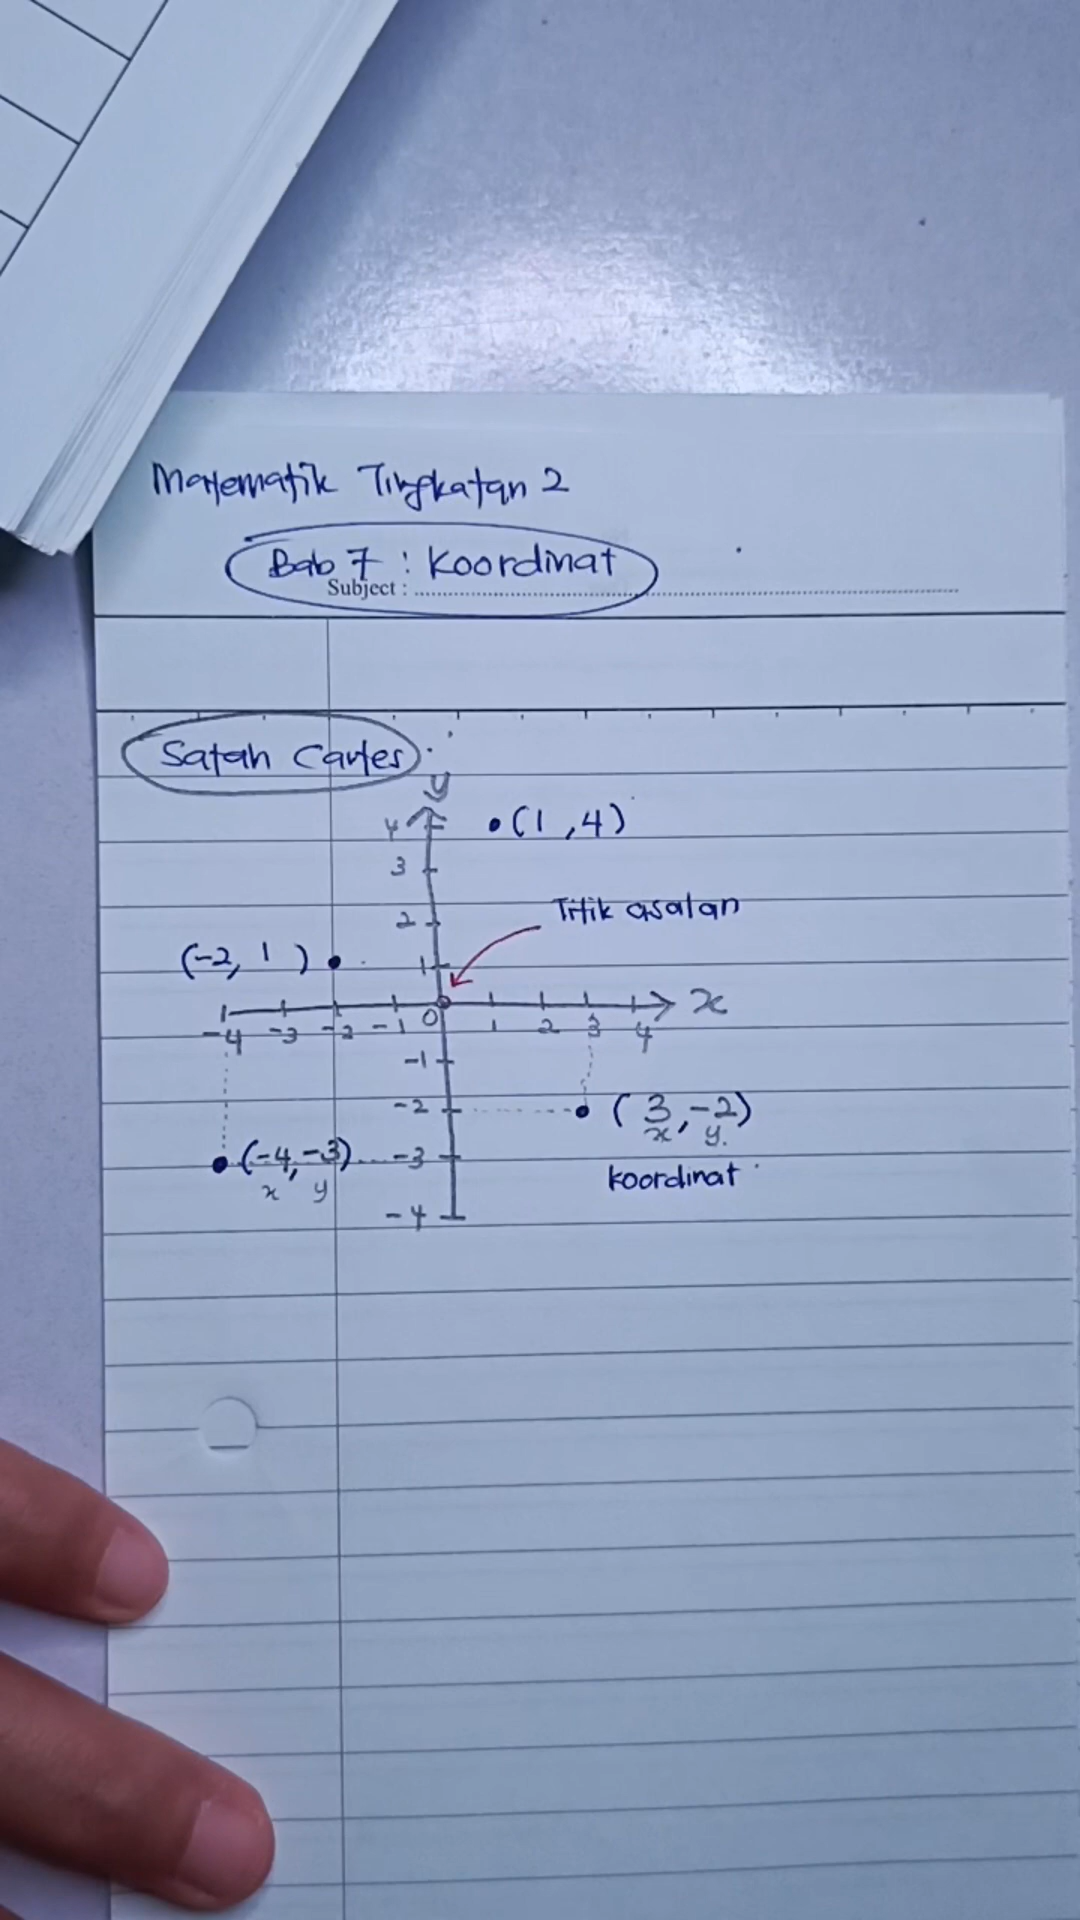 Matematik Tingkatan 2
Bab 7 : Koordinat
Subject :
Satah Cartes
y
4
(1, 4)
3
Titik asalan
2
(-2, 1)
1
-4 -3 -2 -1 0 1 2 3 4 x
-1
-2
(3, -2)
x y
(-4, -3)
-3
koordinat
x y
-4